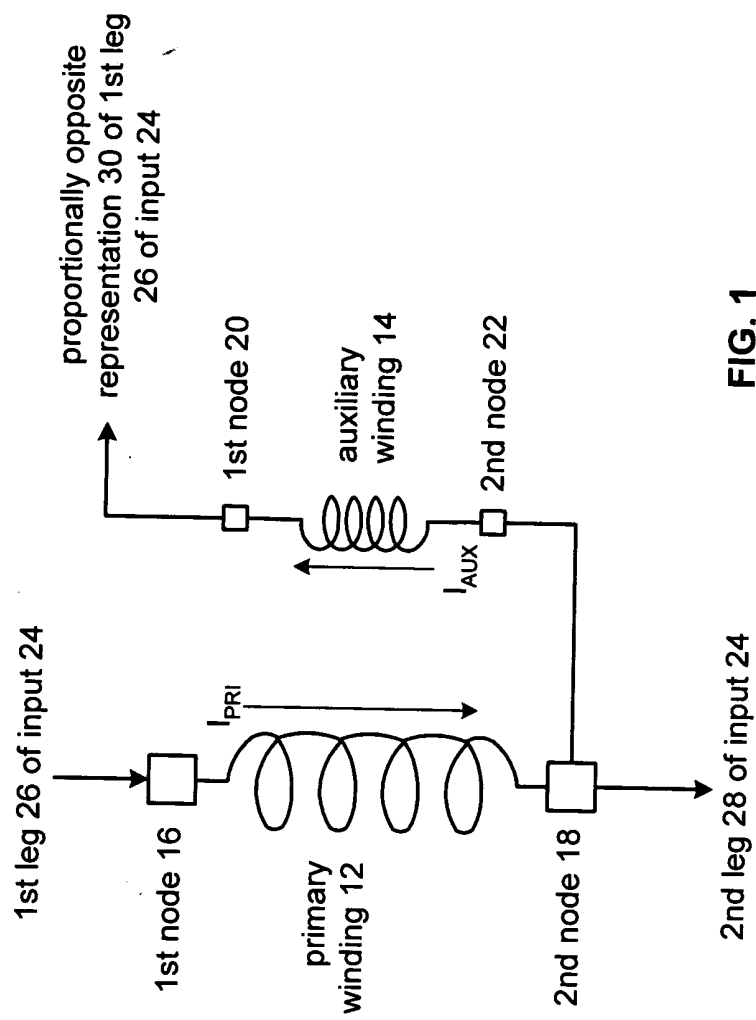 1st leg 26 of input 24
proportionally opposite
representation 30 of 1st leg
26 of input 24
1st node 16
I PRI
1st node 20
primary
winding 12
I AUX
auxiliary
winding 14
2nd node 18
2nd node 22
2nd leg 28 of input 24
FIG. 1